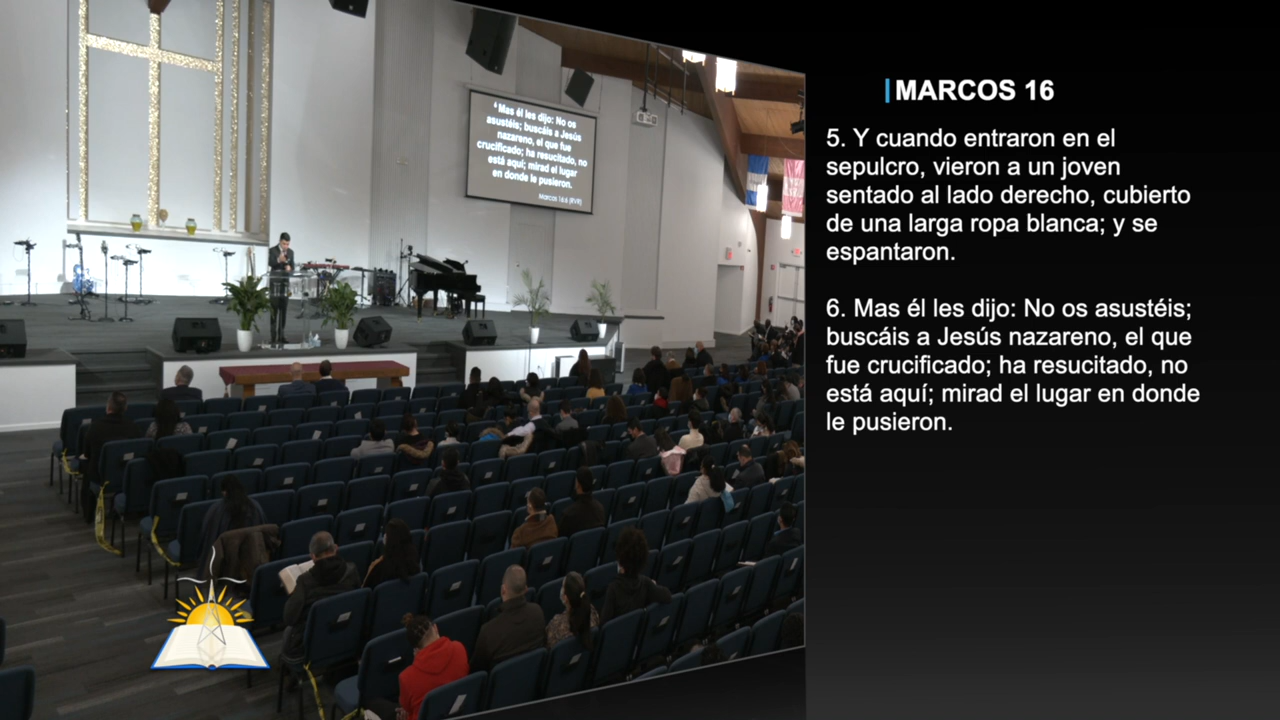 ⁶ Mas él les dijo: No os
asustéis; buscáis a Jesús
nazareno, el que fue
crucificado; ha resucitado, no
está aquí; mirad el lugar
en donde le pusieron.
Marcos 16:6 (RVR)
MARCOS 16
5. Y cuando entraron en el
sepulcro, vieron a un joven
sentado al lado derecho, cubierto
de una larga ropa blanca; y se
espantaron.
6. Mas él les dijo: No os asustéis;
buscáis a Jesús nazareno, el que
fue crucificado; ha resucitado, no
está aquí; mirad el lugar en donde
le pusieron.